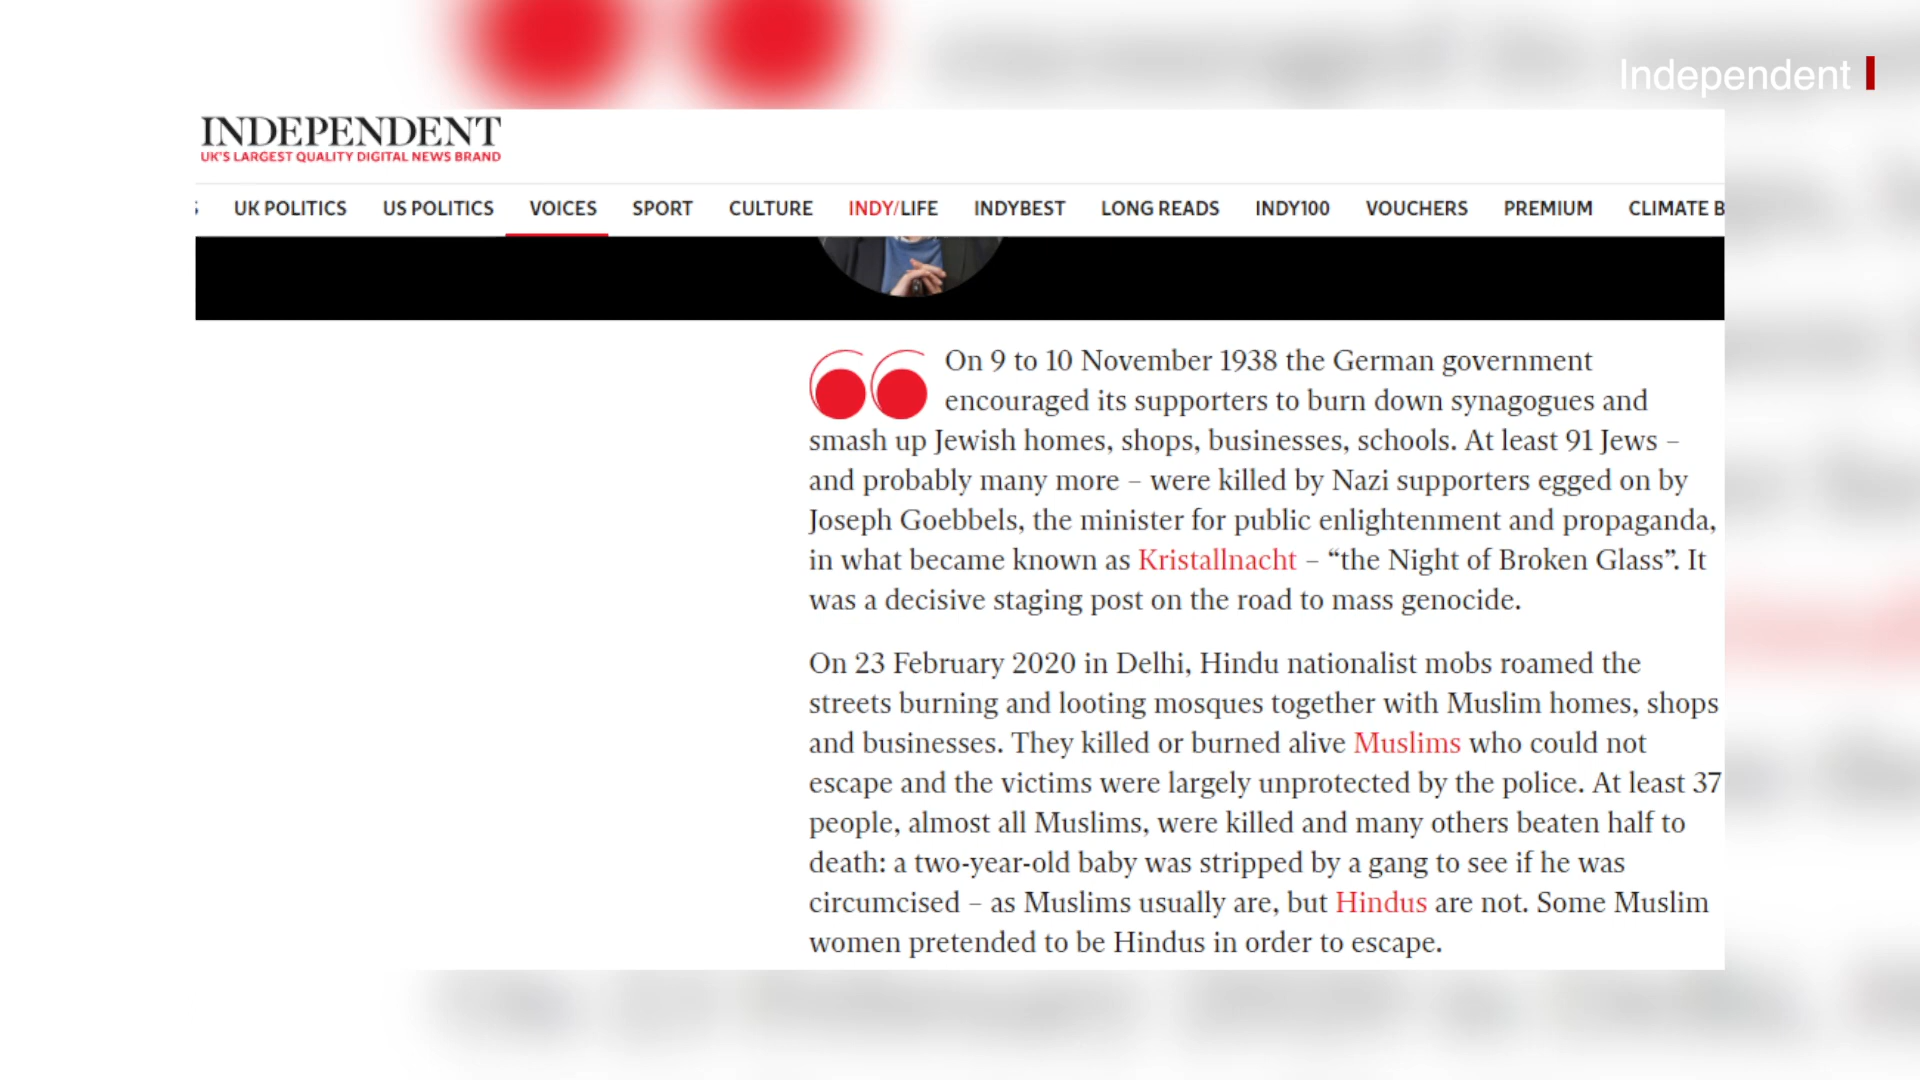 Independent
INDEPENDENT
UK'S LARGEST QUALITY DIGITAL NEWS BRAND
UK POLITICS US POLITICS VOICES SPORT CULTURE INDY/LIFE INDYBEST LONG READS INDY100 VOUCHERS PREMIUM CLIMATE B
On 9 to 10 November 1938 the German government
encouraged its supporters to burn down synagogues and
smash up Jewish homes, shops, businesses, schools. At least 91 Jews –
and probably many more – were killed by Nazi supporters egged on by
Joseph Goebbels, the minister for public enlightenment and propaganda,
in what became known as Kristallnacht – “the Night of Broken Glass”. It
was a decisive staging post on the road to mass genocide.
On 23 February 2020 in Delhi, Hindu nationalist mobs roamed the
streets burning and looting mosques together with Muslim homes, shops
and businesses. They killed or burned alive Muslims who could not
escape and the victims were largely unprotected by the police. At least 37
people, almost all Muslims, were killed and many others beaten half to
death: a two-year-old baby was stripped by a gang to see if he was
circumcised – as Muslims usually are, but Hindus are not. Some Muslim
women pretended to be Hindus in order to escape.